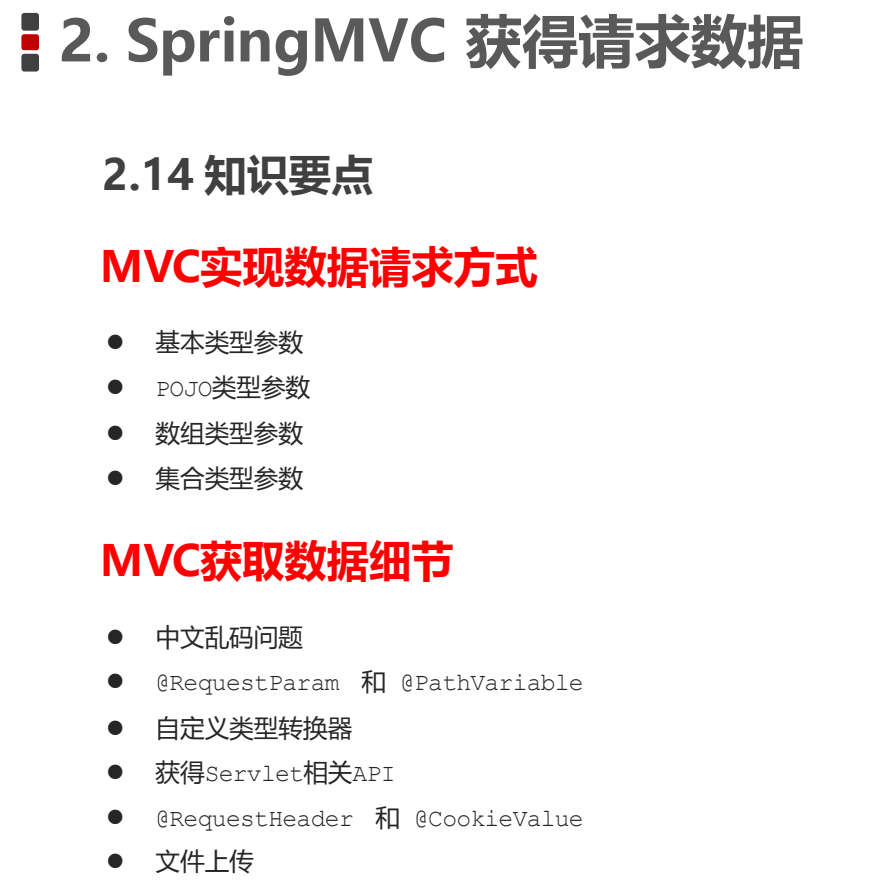 2. SpringMVC 获得请求数据
2.14 知识要点
MVC实现数据请求方式
● 基本类型参数
● POJO类型参数
● 数组类型参数
● 集合类型参数
MVC获取数据细节
● 中文乱码问题
● @RequestParam 和 @PathVariable
● 自定义类型转换器
● 获得Servlet相关API
● @RequestHeader 和 @CookieValue
● 文件上传